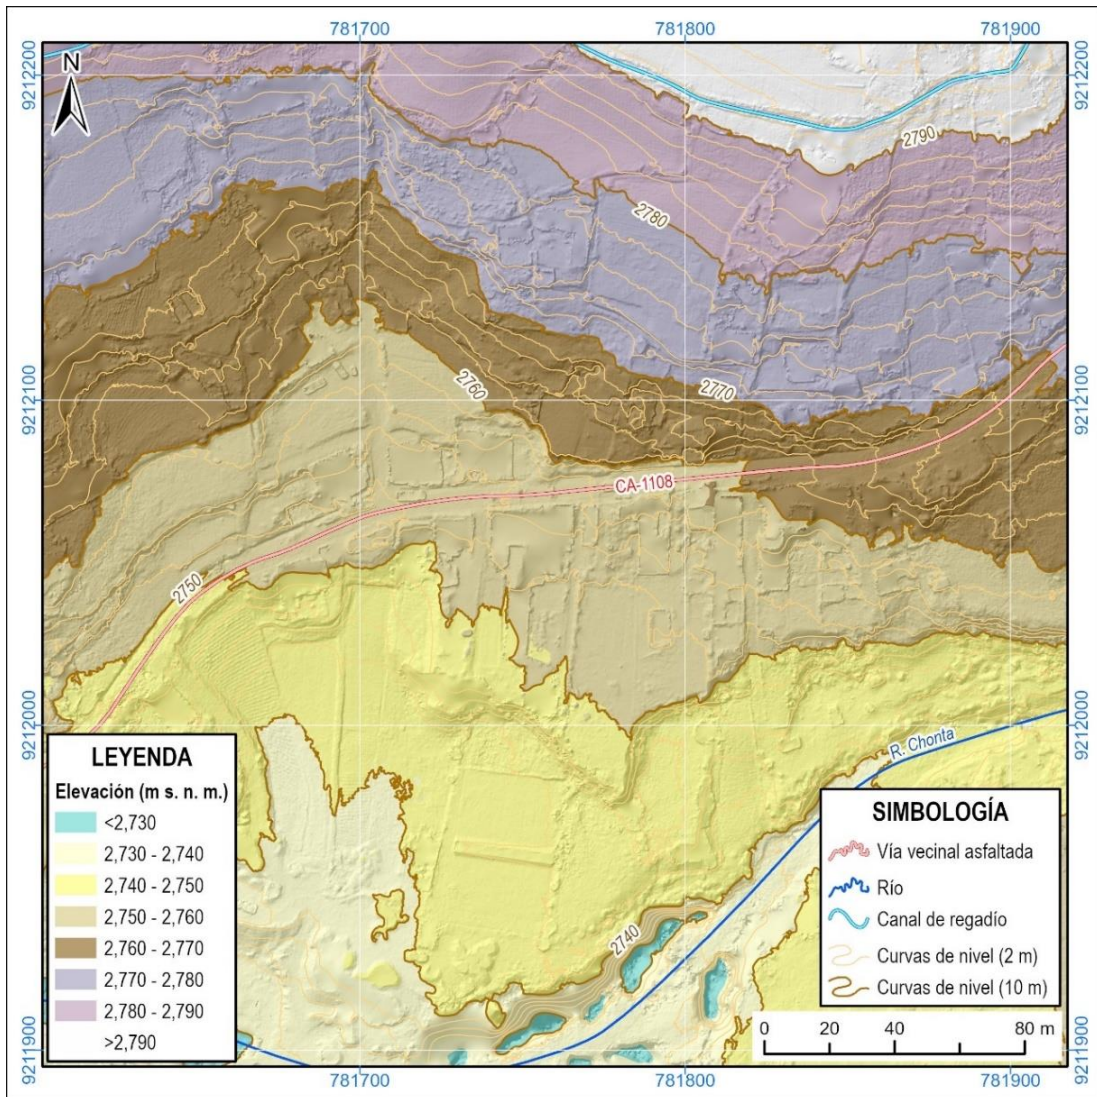 781700
781800
781900
9212200
9212200
N
2790
2780
2770
2760
9212100
9212100
CA-1108
2750
9212000
9212000
R. Chonta
2740
LEYENDA
Elevación (m s. n. m.)
<2,730
2,730 - 2,740
2,740 - 2,750
2,750 - 2,760
2,760 - 2,770
2,770 - 2,780
2,780 - 2,790
>2,790
SIMBOLOGÍA
Vía vecinal asfaltada
Río
Canal de regadío
Curvas de nivel (2 m)
Curvas de nivel (10 m)
0 20 40 80 m
9211900
9211900
781700
781800
781900